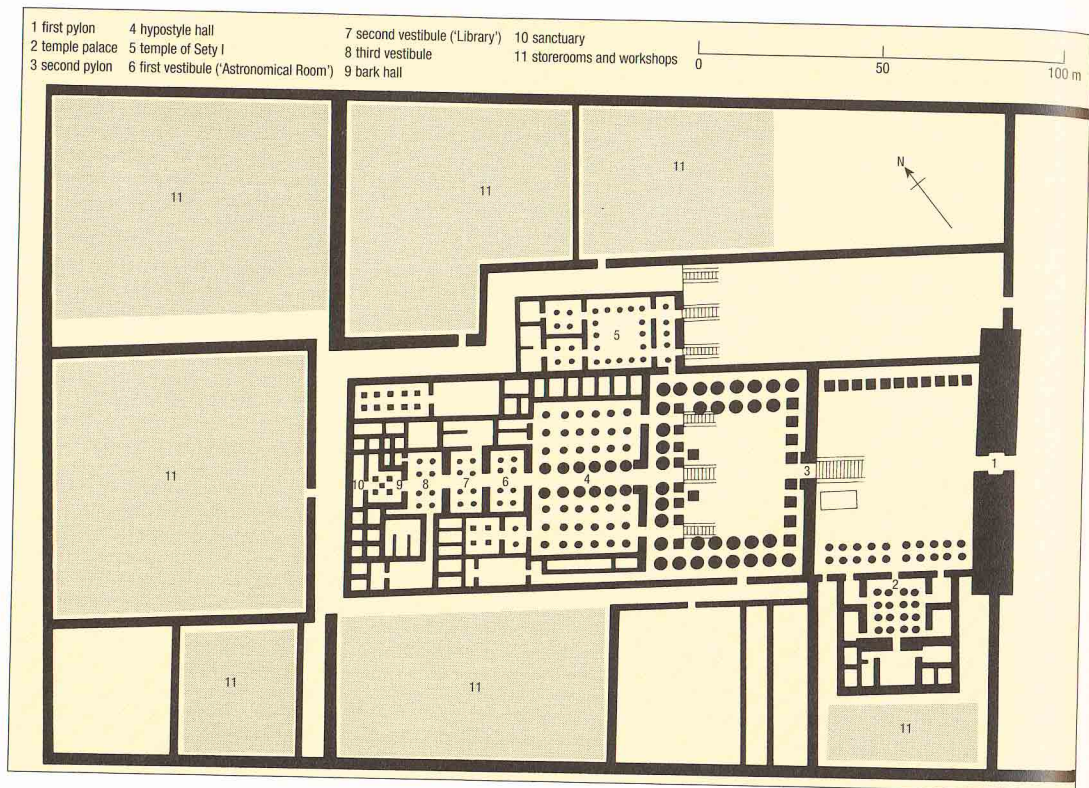 1 first pylon
2 temple palace
3 second pylon
4 hypostyle hall
5 temple of Sety I
6 first vestibule (‘Astronomical Room’)
7 second vestibule (‘Library’)
8 third vestibule
9 bark hall
10 sanctuary
11 storerooms and workshops
0 50 100 m
N
11
11
11
5
11
10
9
8
7
6
4
3
1
2
11
11
11